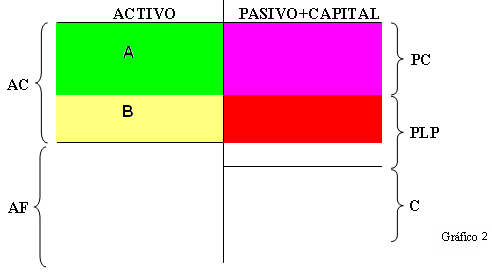 ACTIVO PASIVO+CAPITAL
A
PC
AC
B
PLP
AF
C
Gráfico 2